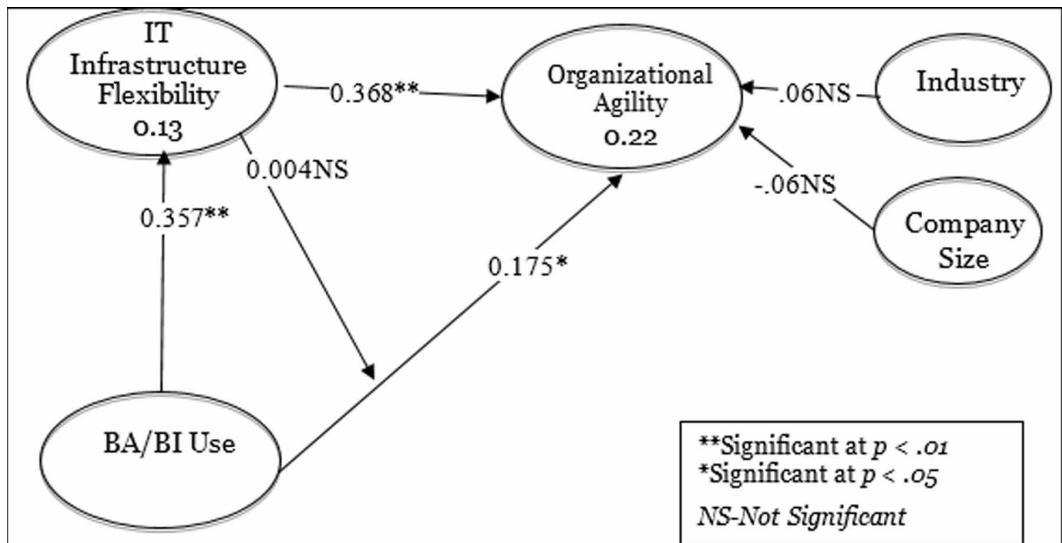 IT
Infrastructure
Flexibility
0.13
0.368**
Organizational
Agility
0.22
.06NS
Industry
0.004NS
-.06NS
Company
Size
0.357**
0.175*
BA/BI Use
**Significant at p < .01
*Significant at p < .05
NS-Not Significant